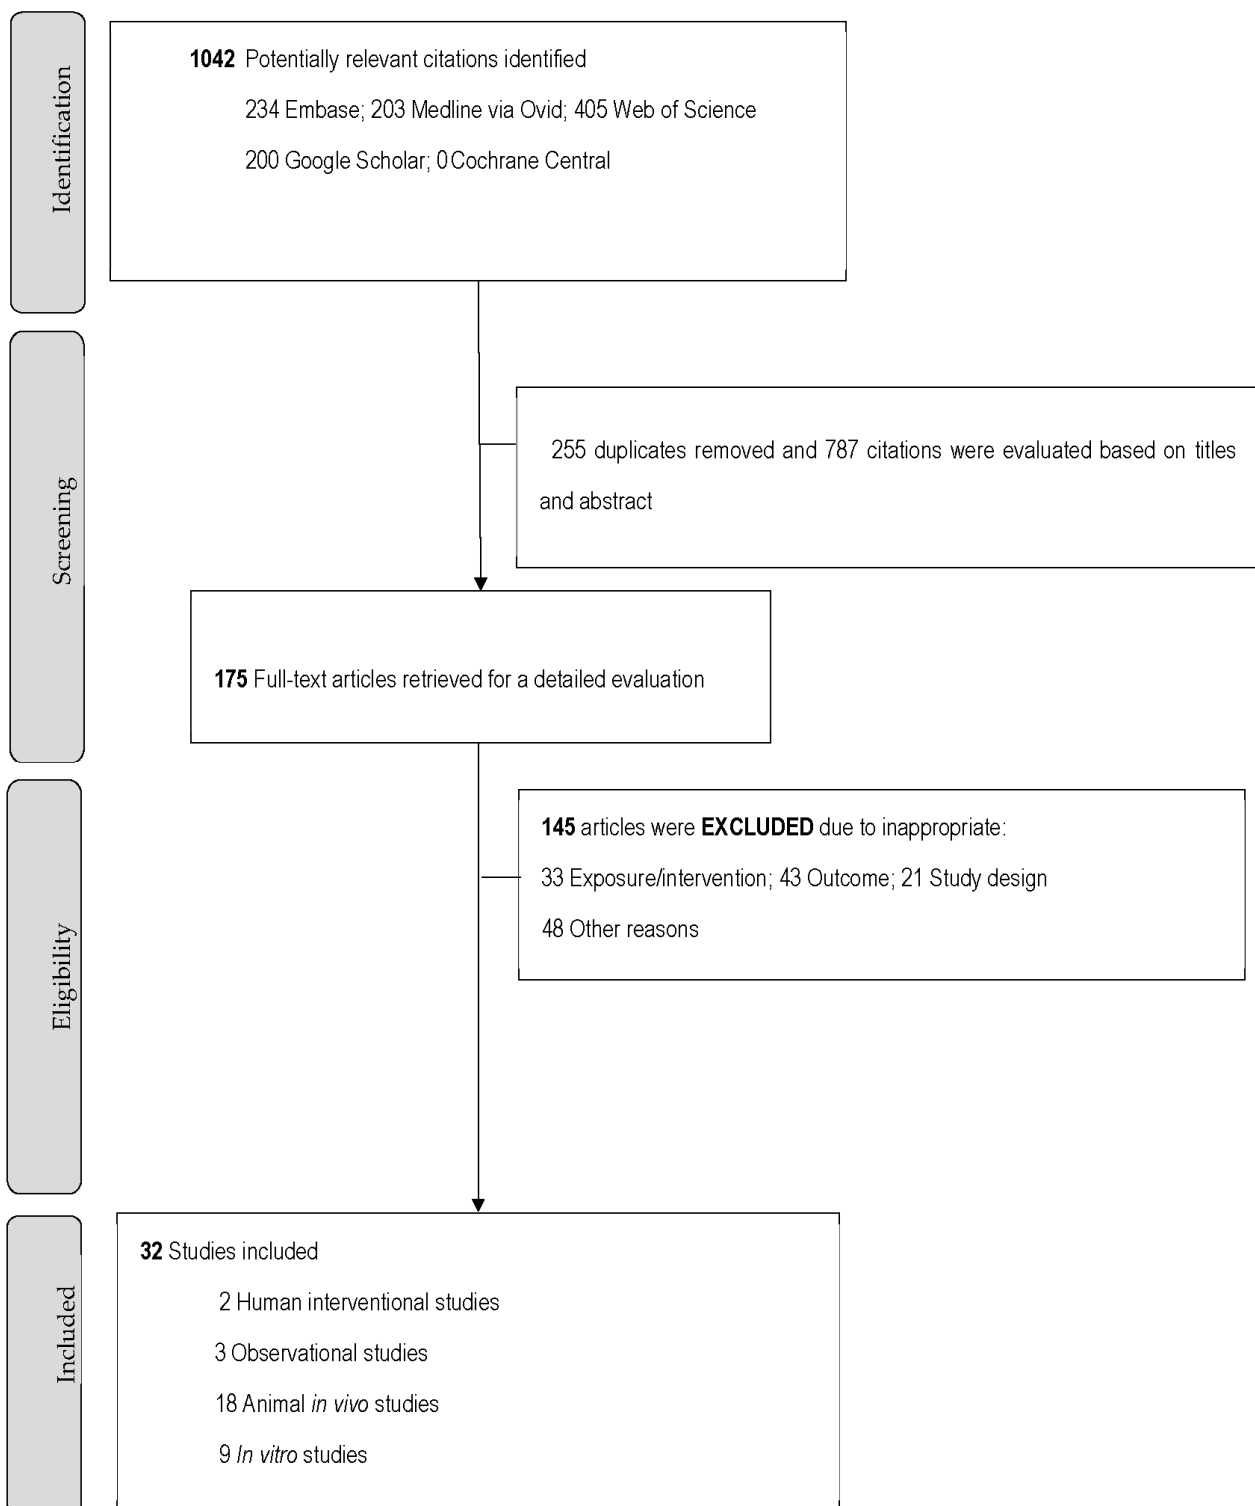 Identification
1042 Potentially relevant citations identified
234 Embase; 203 Medline via Ovid; 405 Web of Science
200 Google Scholar; 0 Cochrane Central
Screening
255 duplicates removed and 787 citations were evaluated based on titles
and abstract
175 Full-text articles retrieved for a detailed evaluation
Eligibility
145 articles were EXCLUDED due to inappropriate:
33 Exposure/intervention; 43 Outcome; 21 Study design
48 Other reasons
Included
32 Studies included
2 Human interventional studies
3 Observational studies
18 Animal in vivo studies
9 In vitro studies